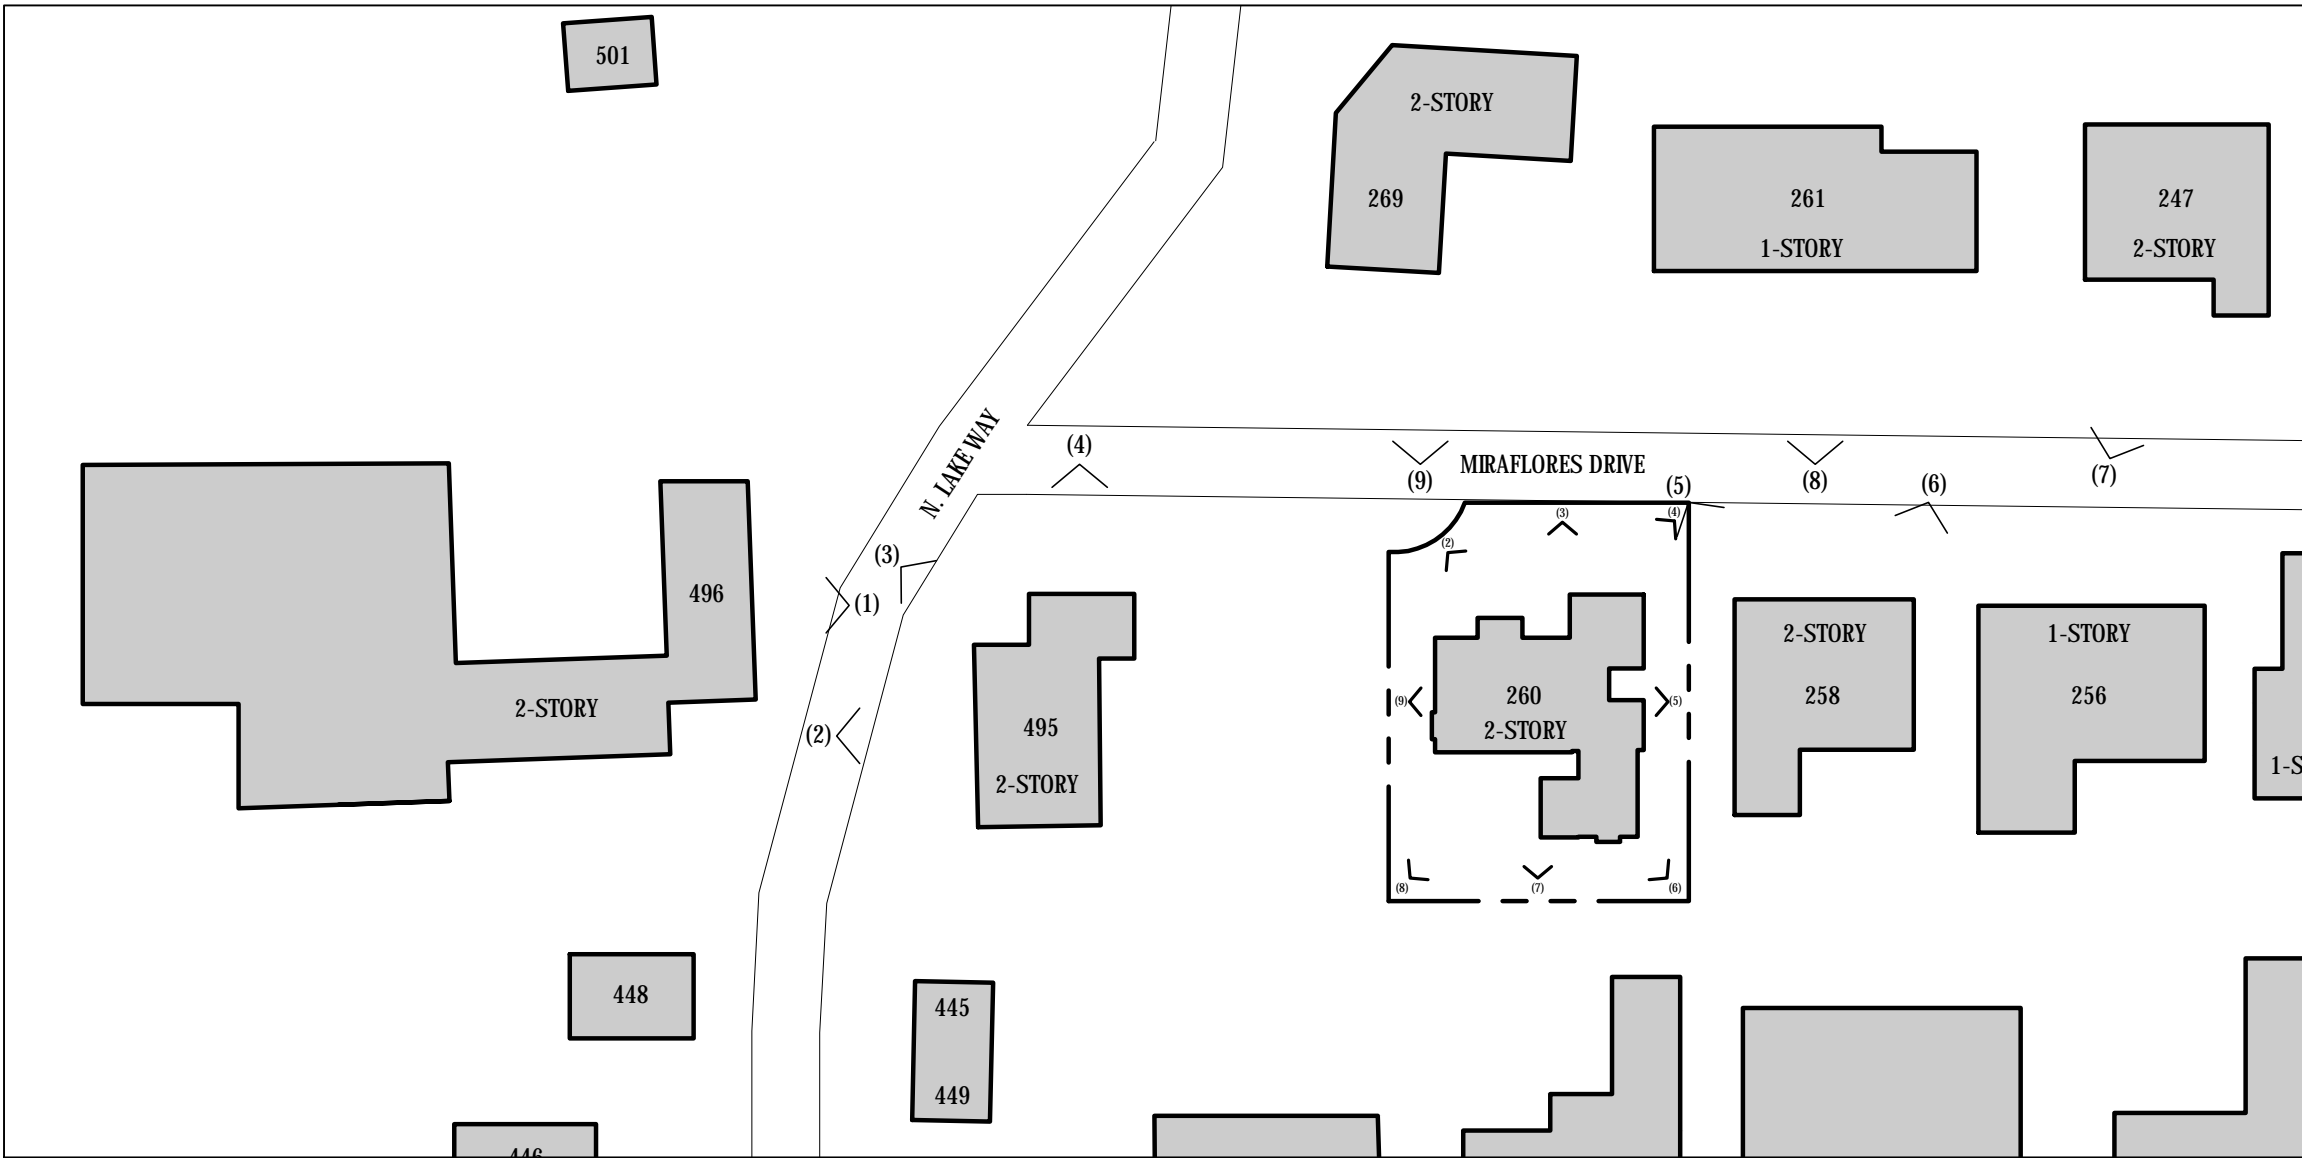 501
2-STORY
269
261
1-STORY
247
2-STORY
N. LAKE WAY
MIRAFLORES DRIVE
(4)
(9)
(5)
(8)
(6)
(7)
(3)
(1)
(2)
496
2-STORY
495
2-STORY
(2)
(3)
(4)
(9)
260
2-STORY
(5)
(8)
(7)
(6)
2-STORY
258
1-STORY
256
1-S
448
445
449
446